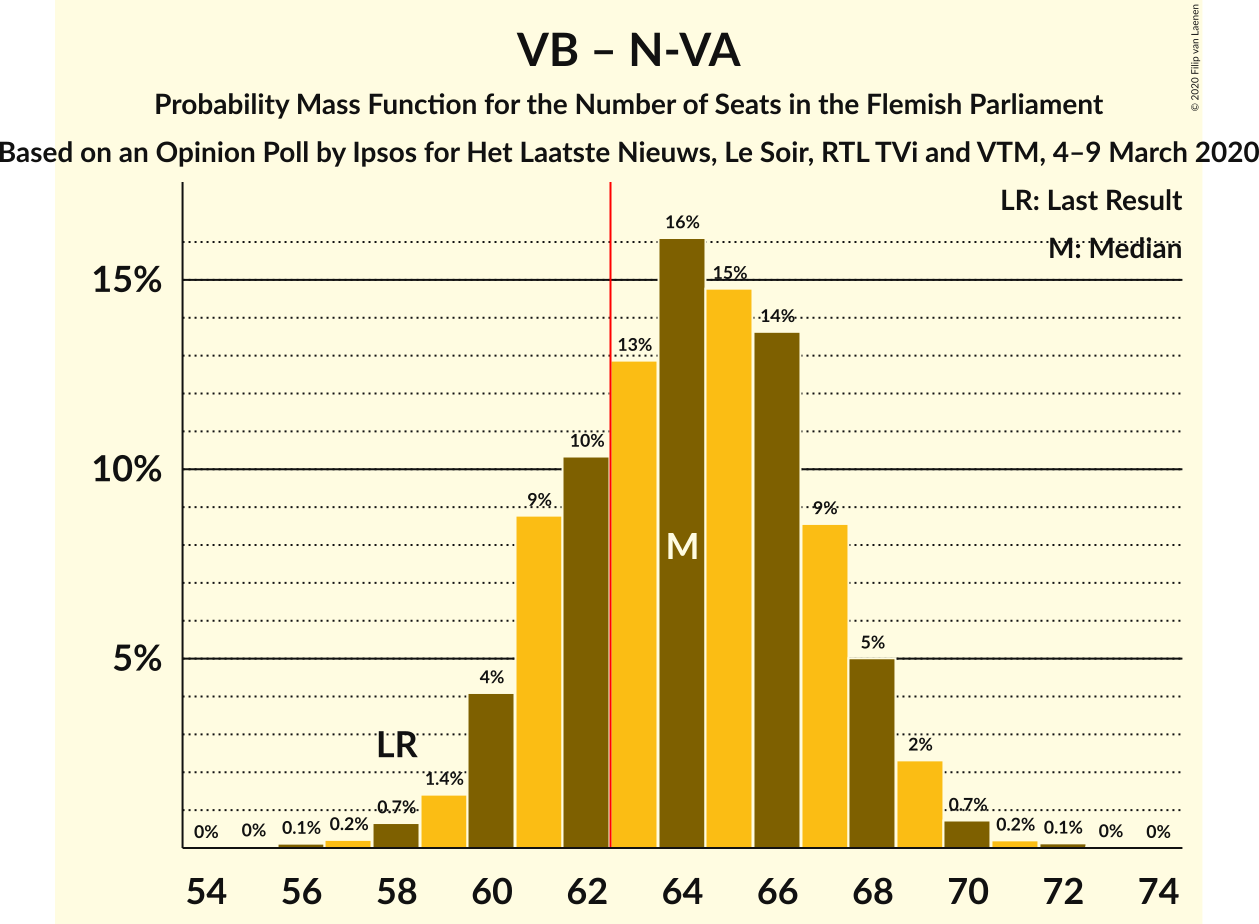 VB – N-VA
Probability Mass Function for the Number of Seats in the Flemish Parliament
Based on an Opinion Poll by Ipsos for Het Laatste Nieuws, Le Soir, RTL TVi and VTM, 4–9 March 2020
© 2020 Filip van Laenen
LR: Last Result
M: Median
15%
10%
5%
0%
0%
0.1%
0.2%
0.7%
1.4%
4%
9%
10%
13%
16%
15%
14%
9%
5%
2%
0.7%
0.2%
0.1%
0%
0%
LR
M
54 56 58 60 62 64 66 68 70 72 74